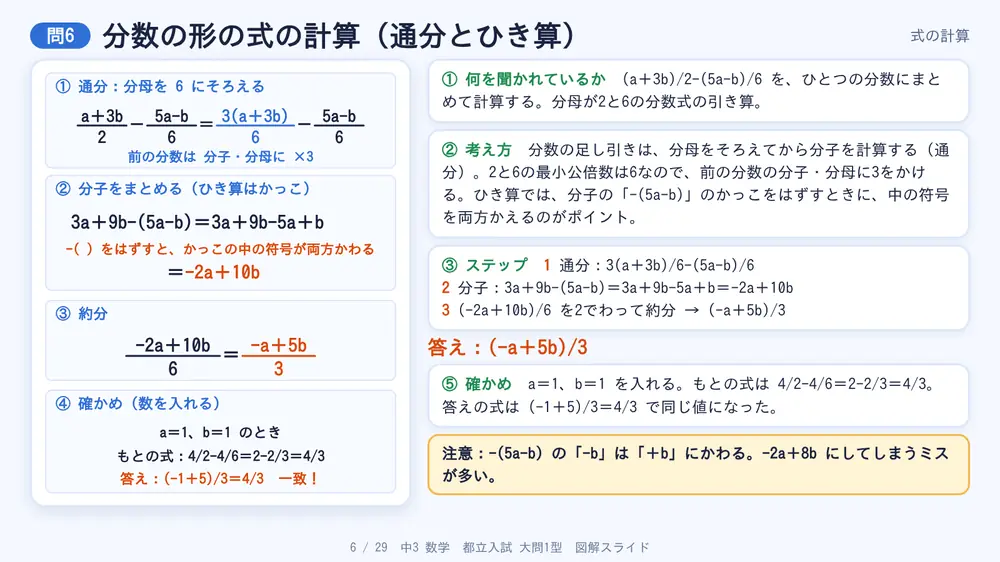 問6 分数の形の式の計算（通分とひき算）
式の計算
① 通分：分母を 6 にそろえる
(a＋3b)/2－(5a-b)/6＝3(a＋3b)/6－(5a-b)/6
前の分数は 分子・分母に ×3
② 分子をまとめる（ひき算はかっこ）
3a＋9b-(5a-b)＝3a＋9b-5a＋b
-( ) をはずすと、かっこの中の符号が両方かわる
＝-2a＋10b
③ 約分
(-2a＋10b)/6＝(-a＋5b)/3
④ 確かめ（数を入れる）
a＝1、b＝1 のとき
もとの式：4/2-4/6＝2-2/3＝4/3
答え：(-1＋5)/3＝4/3　一致！
① 何を聞かれているか　(a＋3b)/2-(5a-b)/6 を、ひとつの分数にまと
めて計算する。分母が2と6の分数式の引き算。
② 考え方　分数の足し引きは、分母をそろえてから分子を計算する（通
分）。2と6の最小公倍数は6なので、前の分数の分子・分母に3をかけ
る。ひき算では、分子の「-(5a-b)」のかっこをはずすときに、中の符号
を両方かえるのがポイント。
③ ステップ　1 通分：3(a＋3b)/6-(5a-b)/6
2 分子：3a＋9b-(5a-b)＝3a＋9b-5a＋b＝-2a＋10b
3 (-2a＋10b)/6 を2でわって約分 → (-a＋5b)/3
答え：(-a＋5b)/3
⑤ 確かめ　a＝1、b＝1 を入れる。もとの式は 4/2-4/6＝2-2/3＝4/3。
答えの式は (-1＋5)/3＝4/3 で同じ値になった。
注意：-(5a-b) の「-b」は「＋b」にかわる。-2a＋8b にしてしまうミス
が多い。
6 / 29　中3 数学　都立入試 大問1型　図解スライド